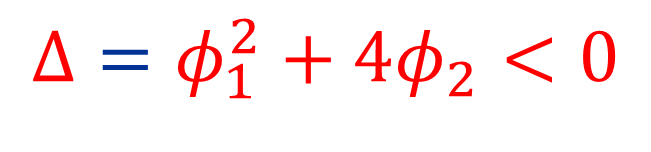 Δ = ϕ₁² + 4ϕ₂ < 0